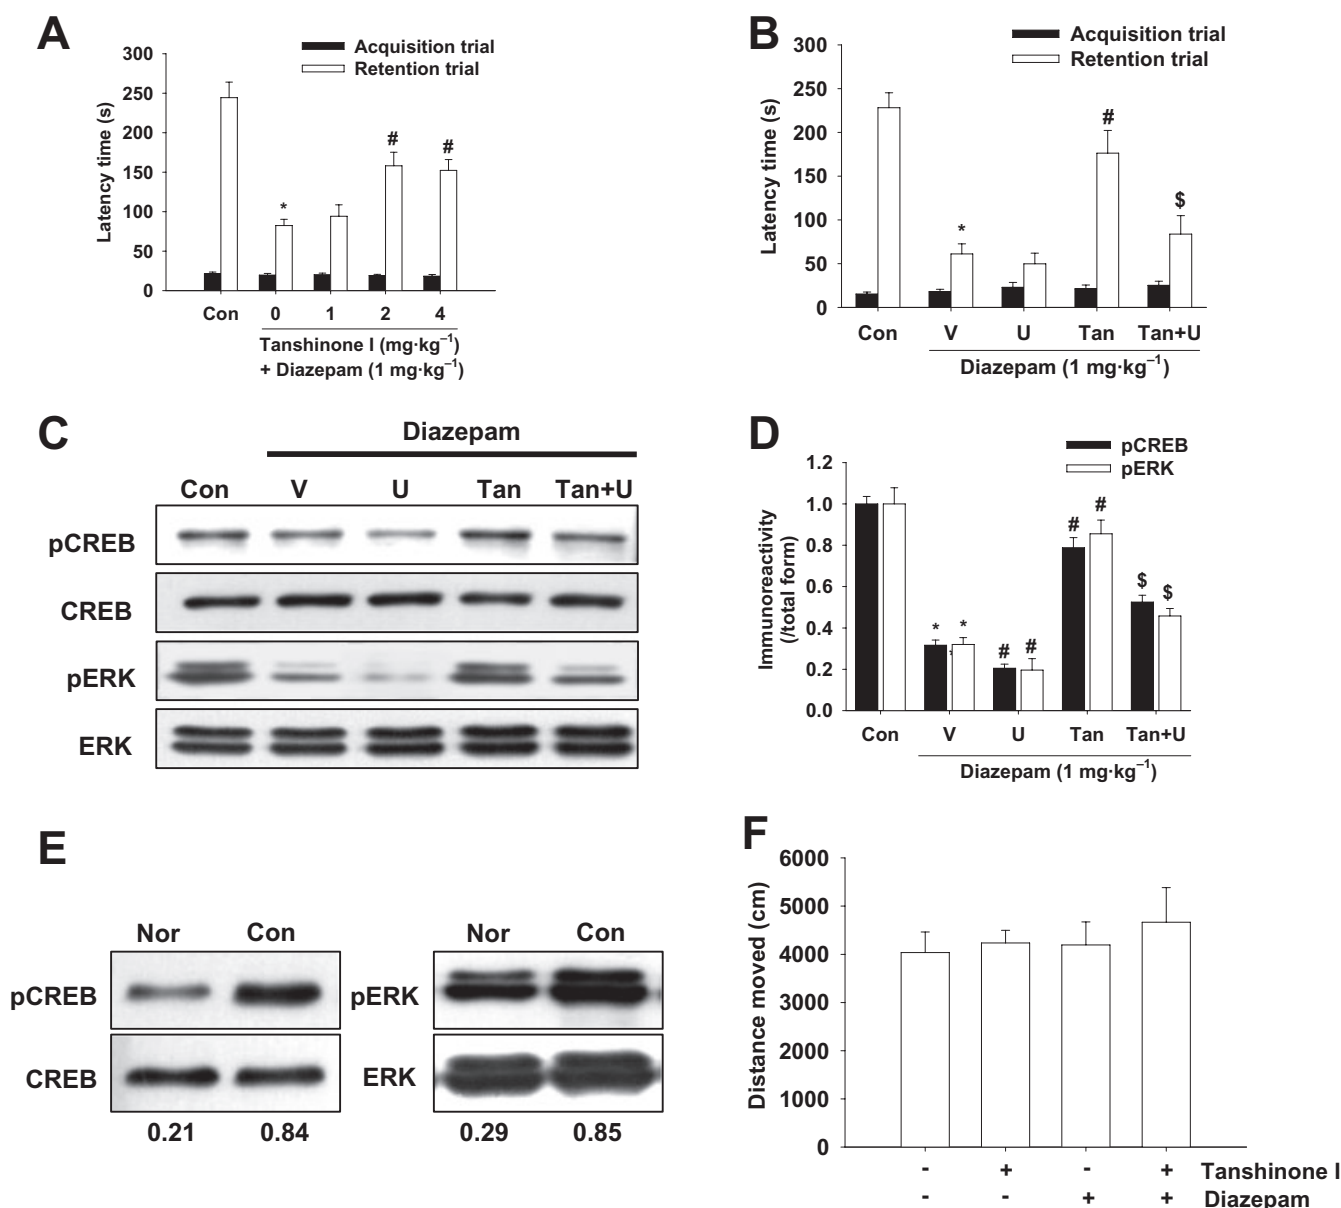 A
Acquisition trial
Retention trial
Latency time (s)
300
250
200
150
100
50
0
*
#
#
Con 0 1 2 4
Tanshinone I (mg·kg⁻¹)
+ Diazepam (1 mg·kg⁻¹)
B
Acquisition trial
Retention trial
Latency time (s)
300
250
200
150
100
50
0
*
#
$
Con V U Tan Tan+U
Diazepam (1 mg·kg⁻¹)
C
Diazepam
Con V U Tan Tan+U
pCREB
CREB
pERK
ERK
D
pCREB
pERK
Immunoreactivity
(/total form)
1.2
1.0
0.8
0.6
0.4
0.2
0.0
* *
# #
# #
$ $
Con V U Tan Tan+U
Diazepam (1 mg·kg⁻¹)
E
Nor Con
pCREB
CREB
0.21 0.84
Nor Con
pERK
ERK
0.29 0.85
F
Distance moved (cm)
6000
5000
4000
3000
2000
1000
0
- + - + Tanshinone I
- - + + Diazepam